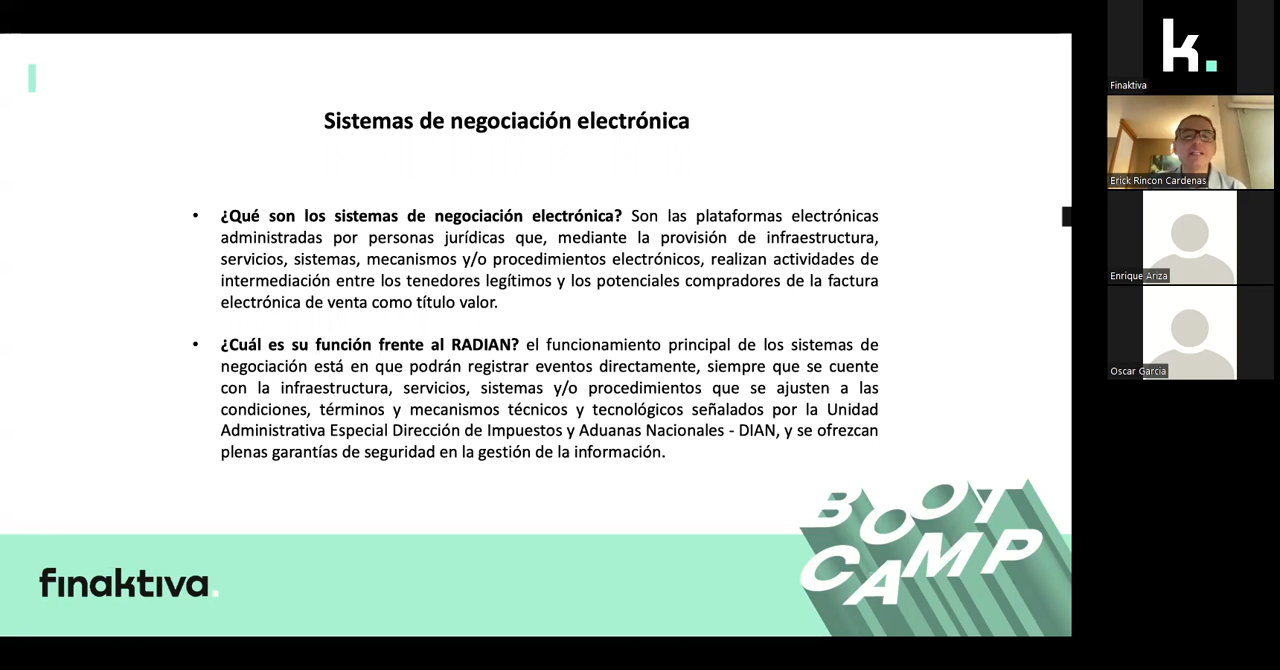 Sistemas de negociación electrónica
• ¿Qué son los sistemas de negociación electrónica? Son las plataformas electrónicas
administradas por personas jurídicas que, mediante la provisión de infraestructura,
servicios, sistemas, mecanismos y/o procedimientos electrónicos, realizan actividades de
intermediación entre los tenedores legítimos y los potenciales compradores de la factura
electrónica de venta como título valor.
• ¿Cuál es su función frente al RADIAN? el funcionamiento principal de los sistemas de
negociación está en que podrán registrar eventos directamente, siempre que se cuente
con la infraestructura, servicios, sistemas y/o procedimientos que se ajusten a las
condiciones, términos y mecanismos técnicos y tecnológicos señalados por la Unidad
Administrativa Especial Dirección de Impuestos y Aduanas Nacionales - DIAN, y se ofrezcan
plenas garantías de seguridad en la gestión de la información.
BOOT
CAMP
finaktiva.
k.
Finaktiva
Erick Rincon Cardenas
Enrique Ariza
Oscar Garcia